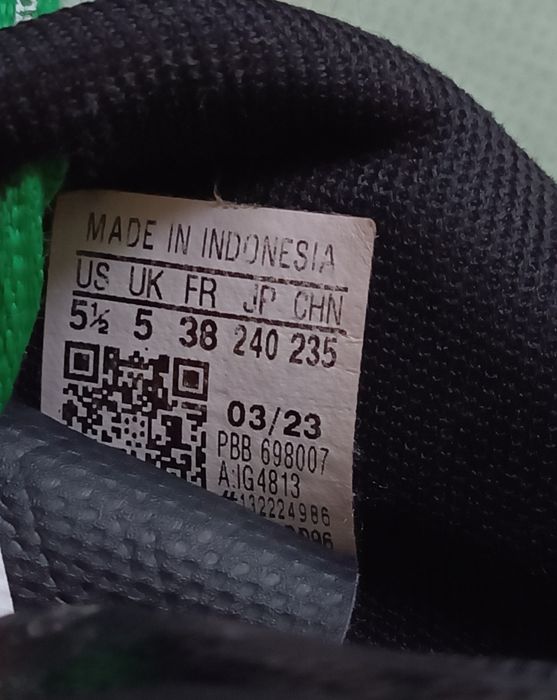 MADE IN INDONESIA
US UK FR JP CHN
5½ 5 38 240 235
03/23
PBB 698007
A:IG4813
#132224986